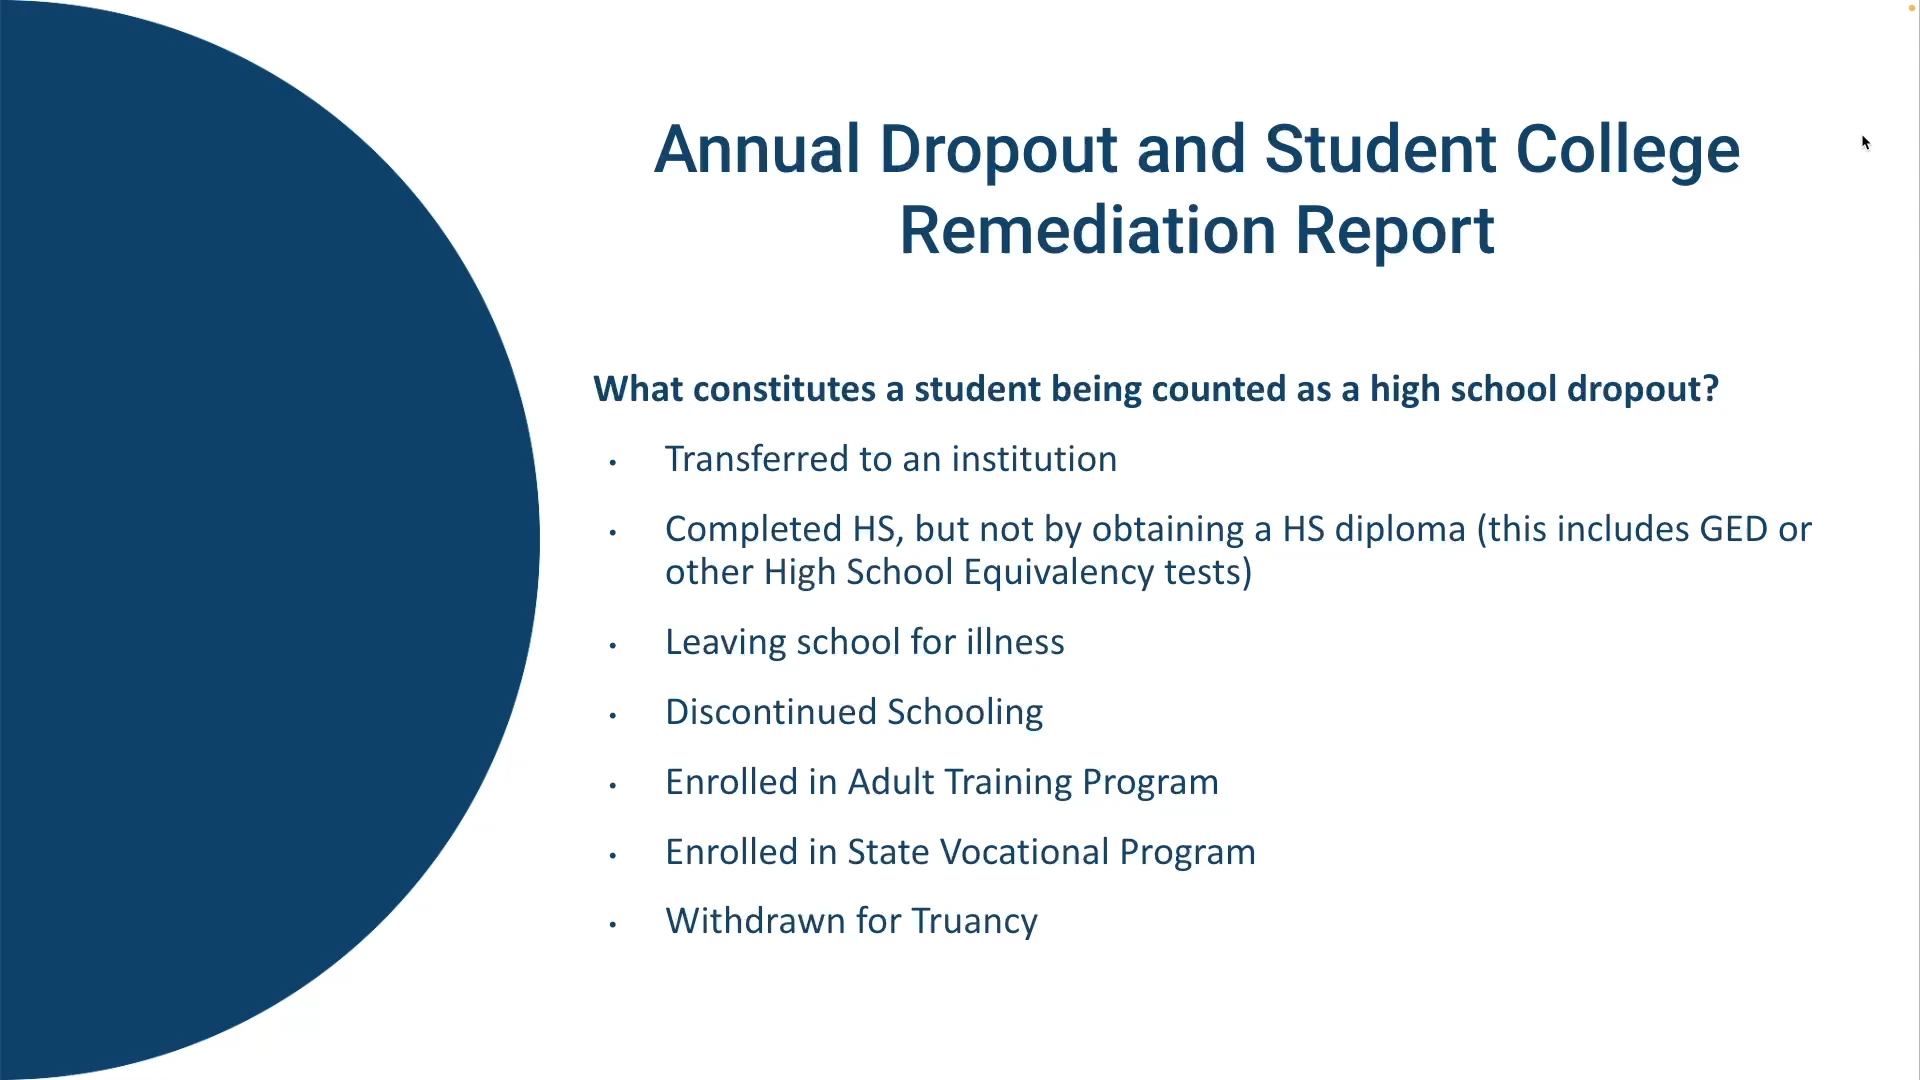 Annual Dropout and Student College
Remediation Report
What constitutes a student being counted as a high school dropout?
• Transferred to an institution
• Completed HS, but not by obtaining a HS diploma (this includes GED or
other High School Equivalency tests)
• Leaving school for illness
• Discontinued Schooling
• Enrolled in Adult Training Program
• Enrolled in State Vocational Program
• Withdrawn for Truancy